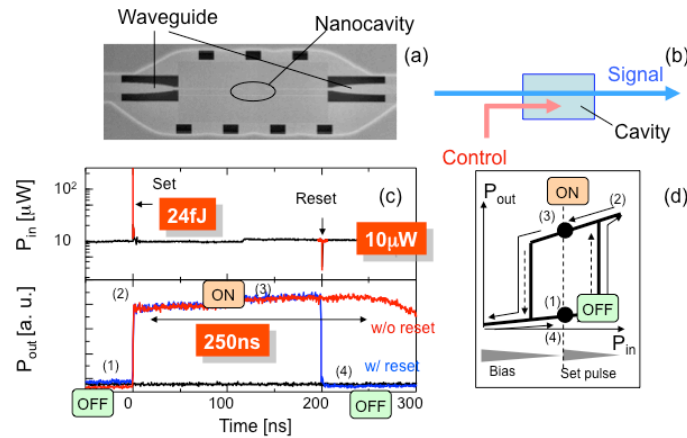 Waveguide
Nanocavity
(a)
(b)
Signal
Cavity
Control
(c)
Set
Reset
24fJ
10μW
10²
10
P_in [μW]
(2)
ON
(3)
250ns
w/o reset
(1)
(4)
w/ reset
OFF
OFF
P_out [a. u.]
0
100
200
300
Time [ns]
(d)
P_out
ON
(2)
(3)
(1)
OFF
(4)
P_in
Bias
Set pulse